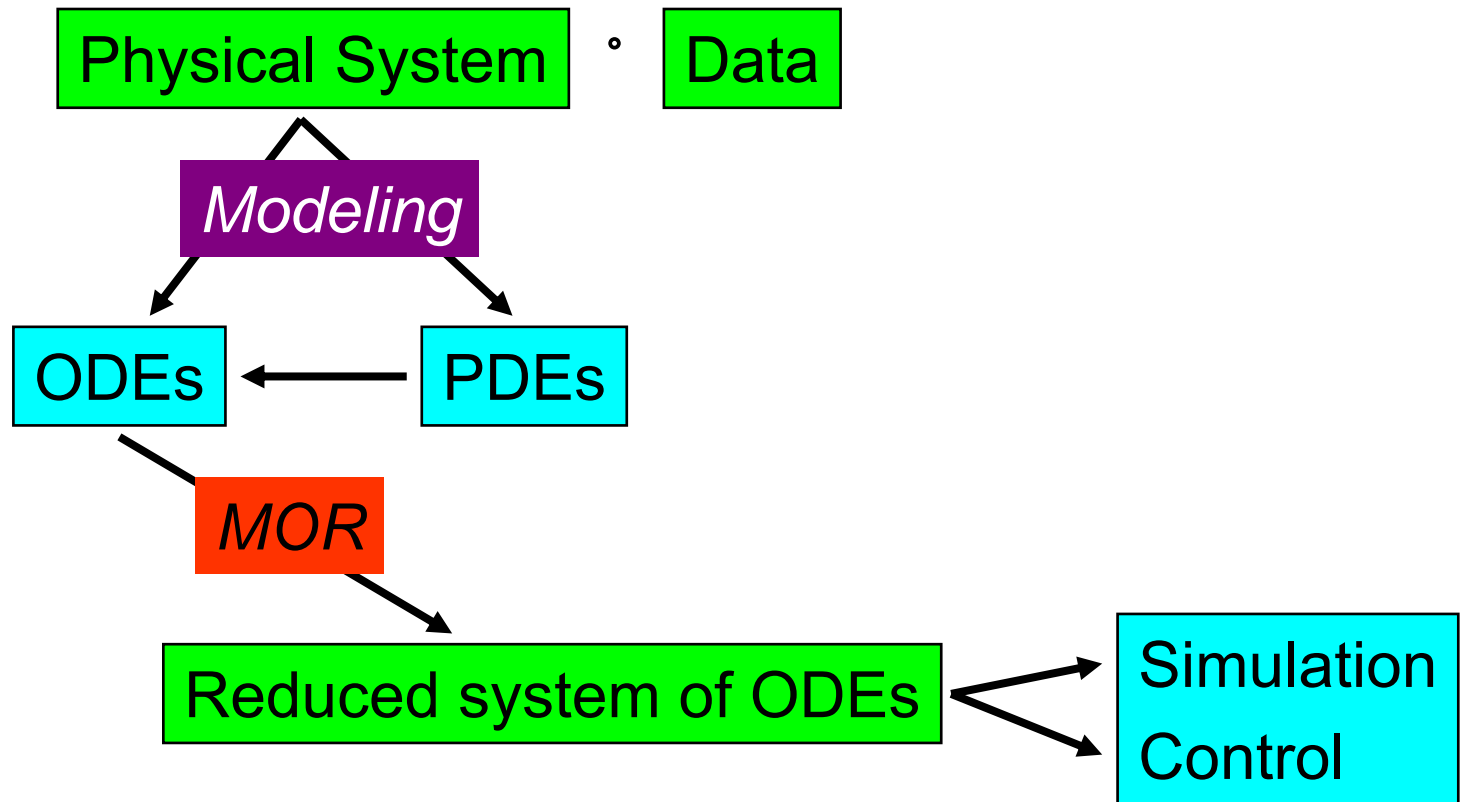 Physical System ° Data
Modeling
ODEs PDEs
MOR
Reduced system of ODEs
Simulation
Control